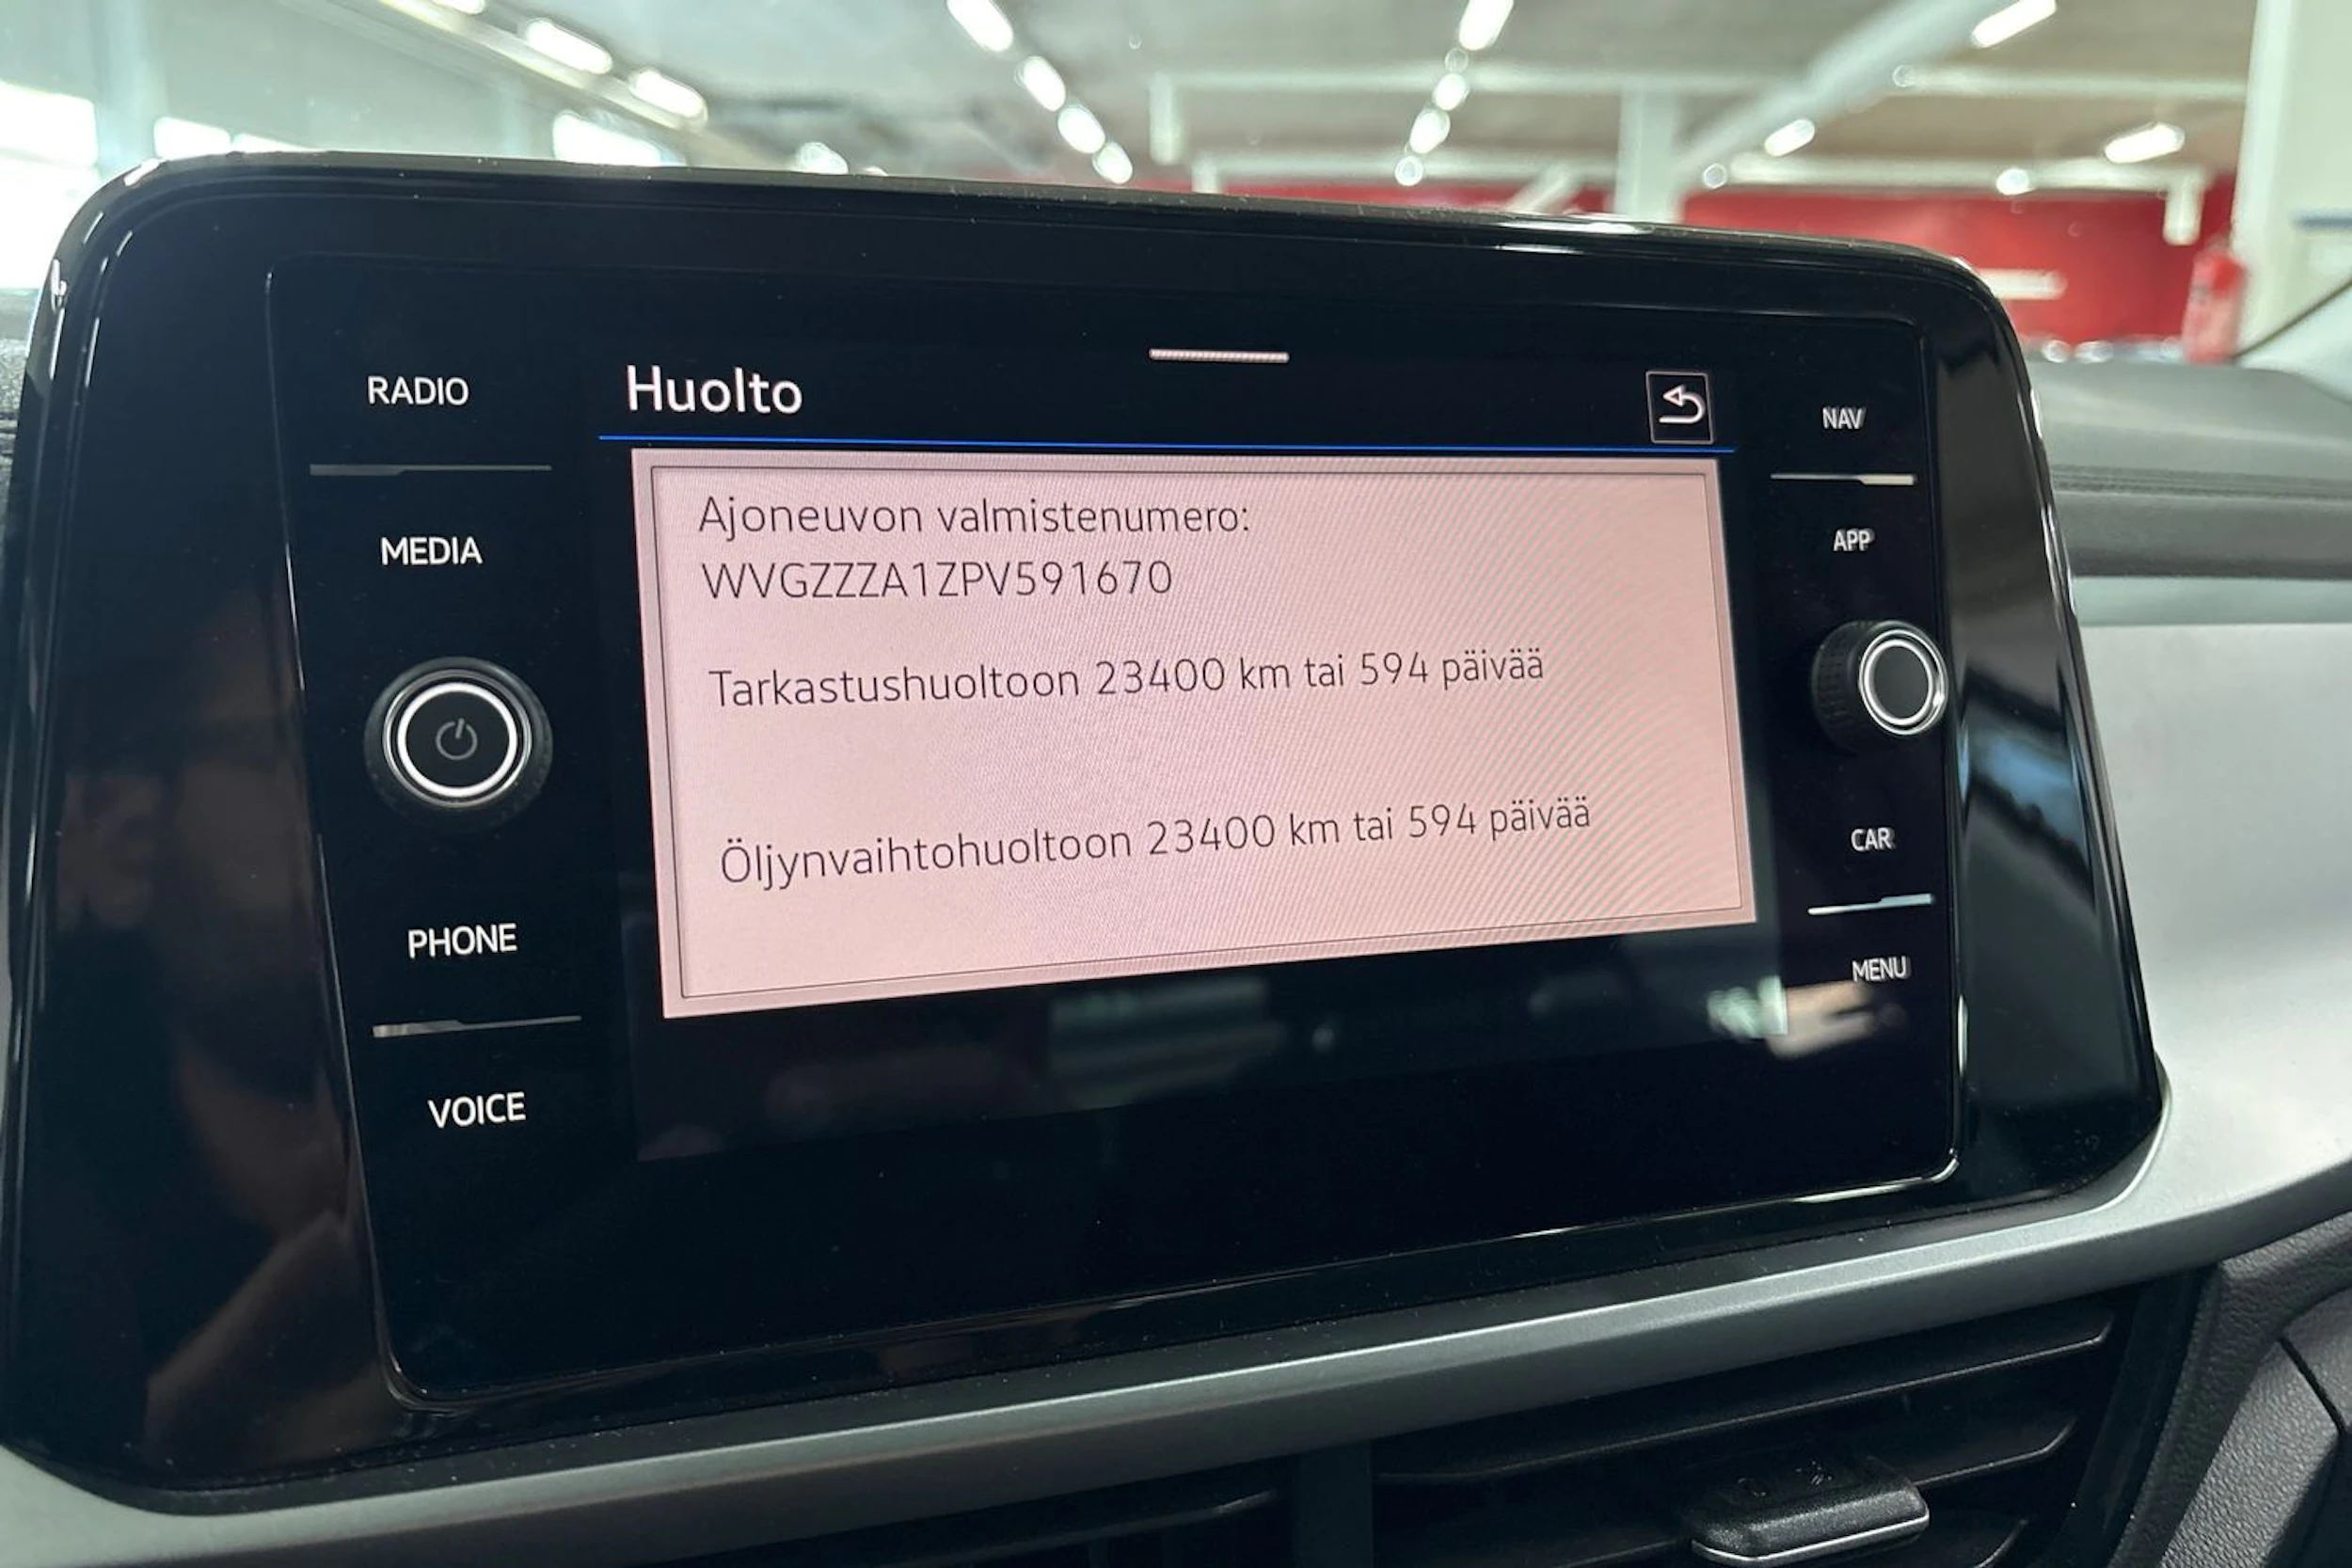 RADIO
MEDIA
PHONE
VOICE
Huolto
Ajoneuvon valmistenumero:
WVGZZZA1ZPV591670
Tarkastushuoltoon 23400 km tai 594 päivää
Öljynvaihtohuoltoon 23400 km tai 594 päivää
NAV
APP
CAR
MENU